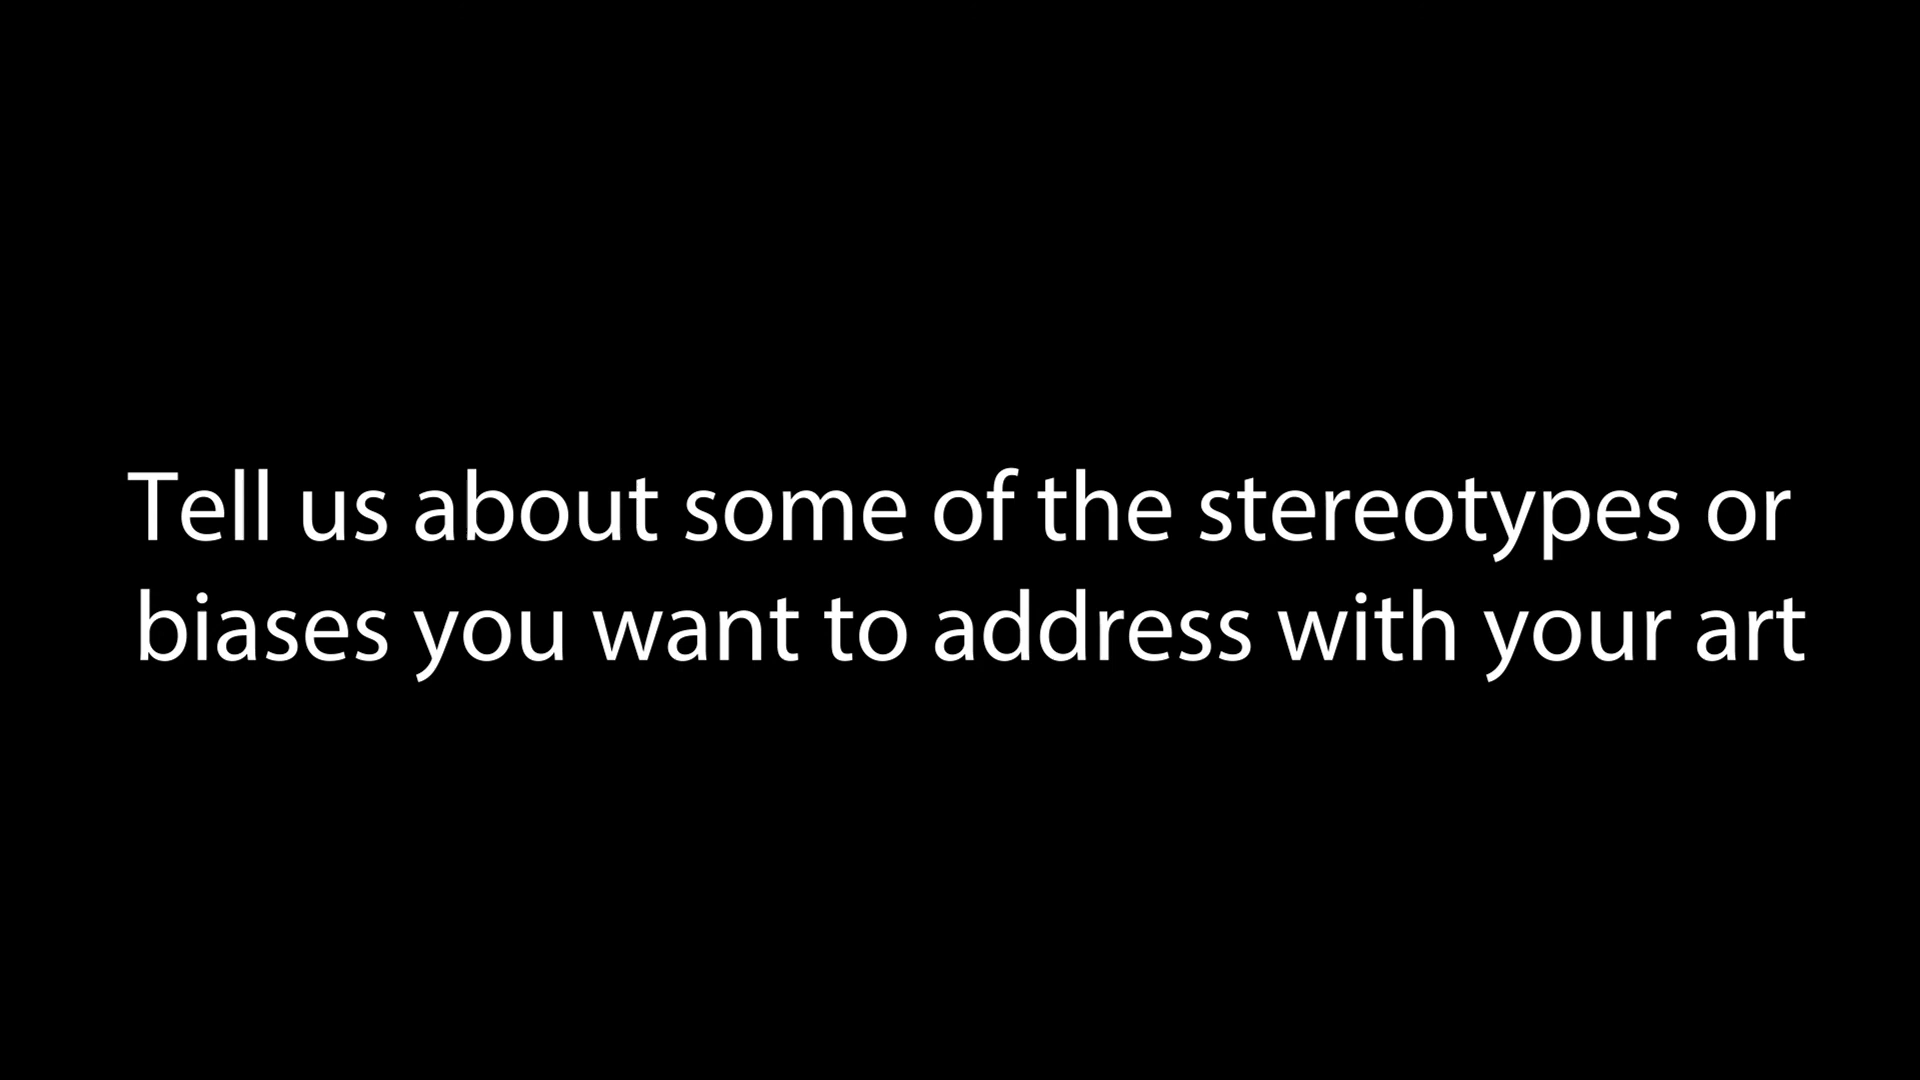 Tell us about some of the stereotypes or
biases you want to address with your art